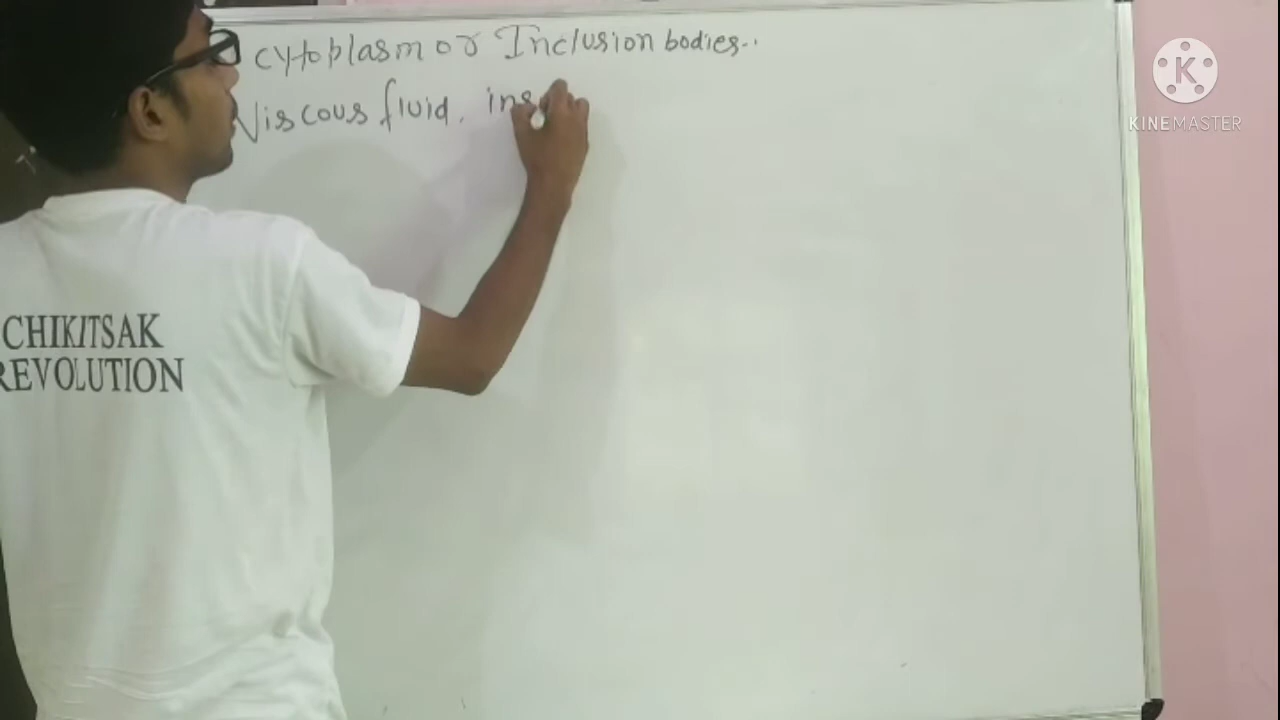 cytoplasm or Inclusion bodies..
Viscous fluid, ins
CHIKITSAK
REVOLUTION
K
KINEMASTER